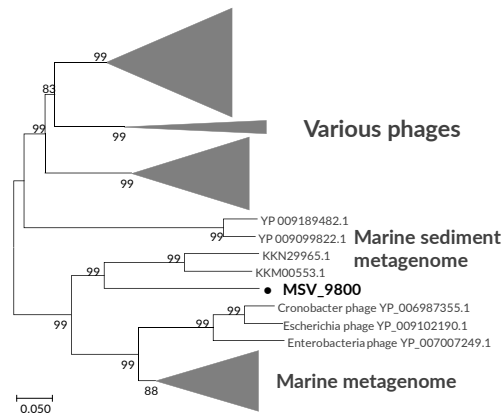 99
83
99
99
Various phages
99
YP 009189482.1
99
YP 009099822.1
Marine sediment
metagenome
KKN29965.1
99
KKM00553.1
99
MSV_9800
Cronobacter phage YP_006987355.1
99
Escherichia phage YP_009102190.1
99
99
Enterobacteria phage YP_007007249.1
99
88
Marine metagenome
0.050